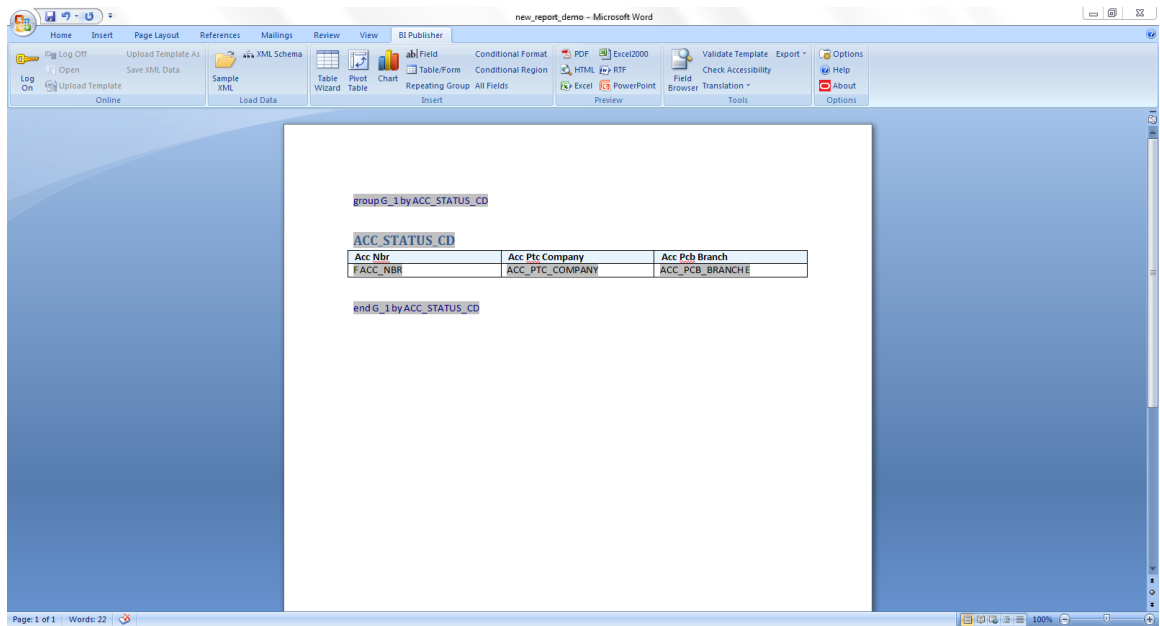 new_report_demo - Microsoft Word
Home Insert Page Layout References Mailings Review View BI Publisher
Log Off Upload Template As XML Schema ab Field Conditional Format PDF Excel2000 Validate Template Export Options
Open Save XML Data Table/Form Conditional Region HTML RTF Check Accessibility Help
Log On Upload Template Sample XML Table Wizard Pivot Table Chart Repeating Group All Fields Excel PowerPoint Field Browser Translation About
Online Load Data Insert Preview Tools Options
group G_1 by ACC_STATUS_CD
ACC_STATUS_CD
Acc Nbr Acc Ptc Company Acc Pcb Branch
F ACC_NBR ACC_PTC_COMPANY ACC_PCB_BRANCH E
end G_1 by ACC_STATUS_CD
Page: 1 of 1 Words: 22 100%